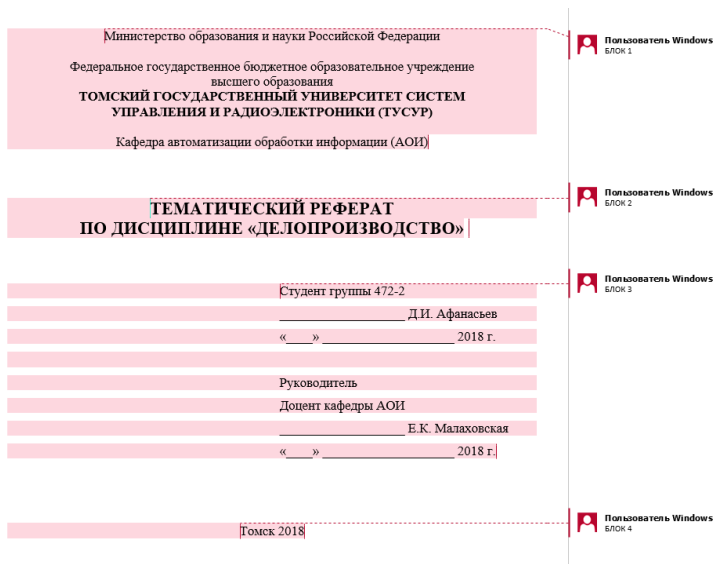 Министерство образования и науки Российской Федерации
Пользователь Windows
БЛОК 1
Федеральное государственное бюджетное образовательное учреждение
высшего образования
ТОМСКИЙ ГОСУДАРСТВЕННЫЙ УНИВЕРСИТЕТ СИСТЕМ
УПРАВЛЕНИЯ И РАДИОЭЛЕКТРОНИКИ (ТУСУР)
Кафедра автоматизации обработки информации (АОИ)
Пользователь Windows
БЛОК 2
ТЕМАТИЧЕСКИЙ РЕФЕРАТ
ПО ДИСЦИПЛИНЕ «ДЕЛОПРОИЗВОДСТВО»
Пользователь Windows
БЛОК 3
Студент группы 472-2
____________________ Д.И. Афанасьев
«____» _____________________ 2018 г.
Руководитель
Доцент кафедры АОИ
____________________ Е.К. Малаховская
«____» _____________________ 2018 г.
Пользователь Windows
БЛОК 4
Томск 2018